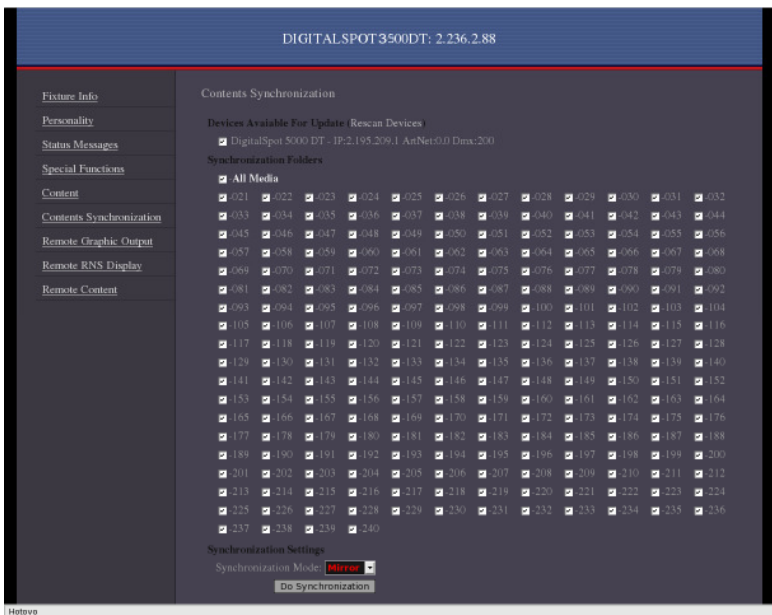 DIGITALSPOT3500DT: 2.236.2.88
Fixture Info
Personality
Status Messages
Special Functions
Content
Contents Synchronization
Remote Graphic Output
Remote RNS Display
Remote Content
Contents Synchronization
Devices Avaiable For Update (Rescan Devices)
DigitalSpot 5000 DT - IP:2.195.209.1 ArtNet:0.0 Dmx:200
Synchronization Folders
-All Media
-021 -022 -023 -024 -025 -026 -027 -028 -029 -030 -031 -032
-033 -034 -035 -036 -037 -038 -039 -040 -041 -042 -043 -044
-045 -046 -047 -048 -049 -050 -051 -052 -053 -054 -055 -056
-057 -058 -059 -060 -061 -062 -063 -064 -065 -066 -067 -068
-069 -070 -071 -072 -073 -074 -075 -076 -077 -078 -079 -080
-081 -082 -083 -084 -085 -086 -087 -088 -089 -090 -091 -092
-093 -094 -095 -096 -097 -098 -099 -100 -101 -102 -103 -104
-105 -106 -107 -108 -109 -110 -111 -112 -113 -114 -115 -116
-117 -118 -119 -120 -121 -122 -123 -124 -125 -126 -127 -128
-129 -130 -131 -132 -133 -134 -135 -136 -137 -138 -139 -140
-141 -142 -143 -144 -145 -146 -147 -148 -149 -150 -151 -152
-153 -154 -155 -156 -157 -158 -159 -160 -161 -162 -163 -164
-165 -166 -167 -168 -169 -170 -171 -172 -173 -174 -175 -176
-177 -178 -179 -180 -181 -182 -183 -184 -185 -186 -187 -188
-189 -190 -191 -192 -193 -194 -195 -196 -197 -198 -199 -200
-201 -202 -203 -204 -205 -206 -207 -208 -209 -210 -211 -212
-213 -214 -215 -216 -217 -218 -219 -220 -221 -222 -223 -224
-225 -226 -227 -228 -229 -230 -231 -232 -233 -234 -235 -236
-237 -238 -239 -240
Synchronization Settings
Synchronization Mode: Mirror
Do Synchronization
Hotovo